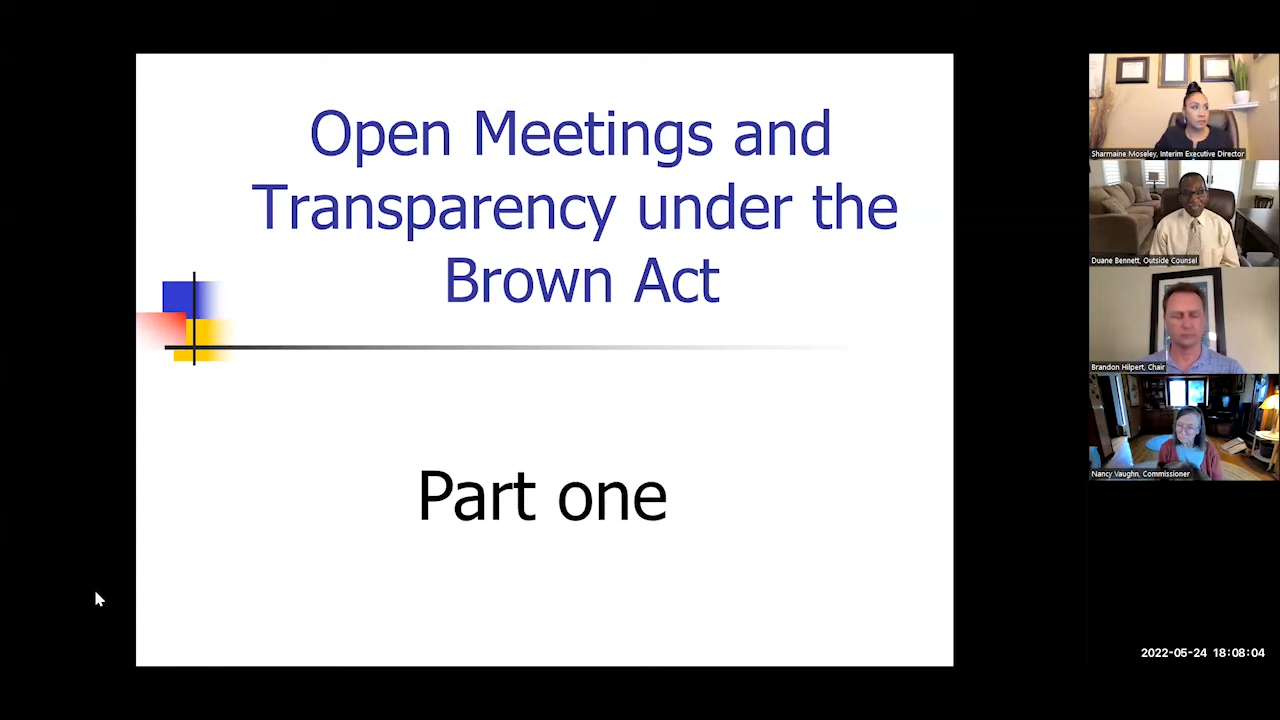 Open Meetings and
Transparency under the
Brown Act
Part one
Sharmaine Moseley, Interim Executive Director
Duane Bennett, Outside Counsel
Brandon Hilpert, Chair
Nancy Vaughn, Commissioner
2022-05-24 18:08:04